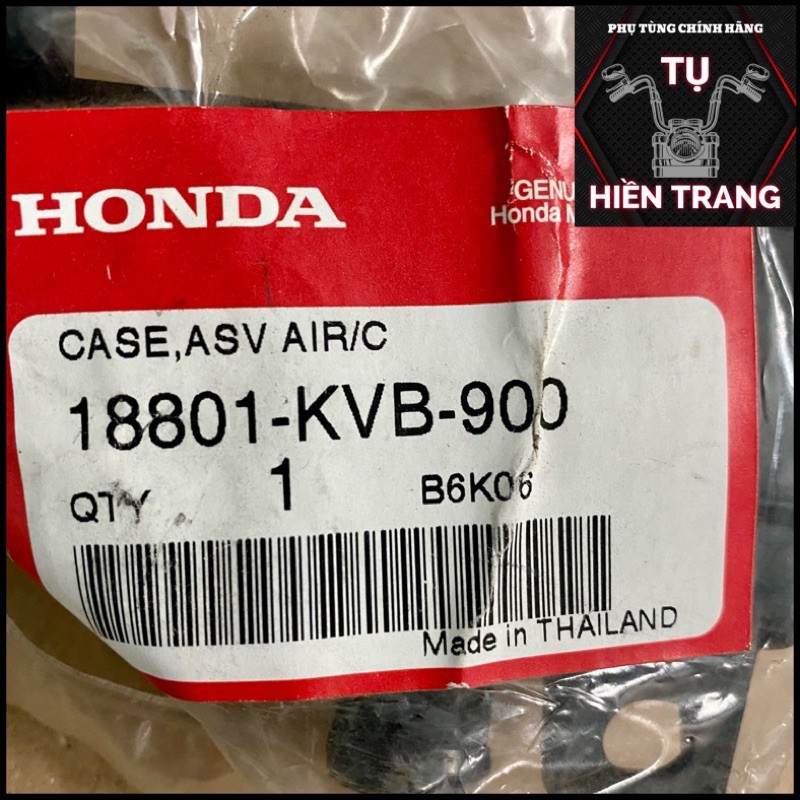 PHỤ TÙNG CHÍNH HÃNG
TỤ
HIỀN TRANG
HONDA
GENU
Honda M
CASE,ASV AIR/C
18801-KVB-900
QTY 1 B6K06
Made in THAILAND